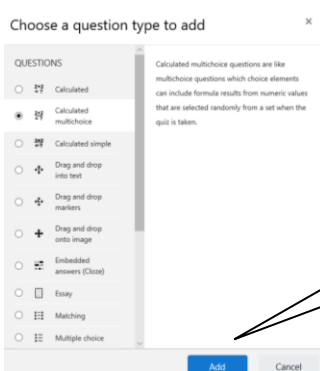 Choose a question type to add
×
QUESTIONS
Calculated
Calculated
multichoice
Calculated simple
Drag and drop
into text
Drag and drop
markers
Drag and drop
onto image
Embedded
answers (Cloze)
Essay
Matching
Multiple choice
Calculated multichoice questions are like
multichoice questions which choice elements
can include formula results from numeric values
that are selected randomly from a set when the
quiz is taken.
Add
Cancel